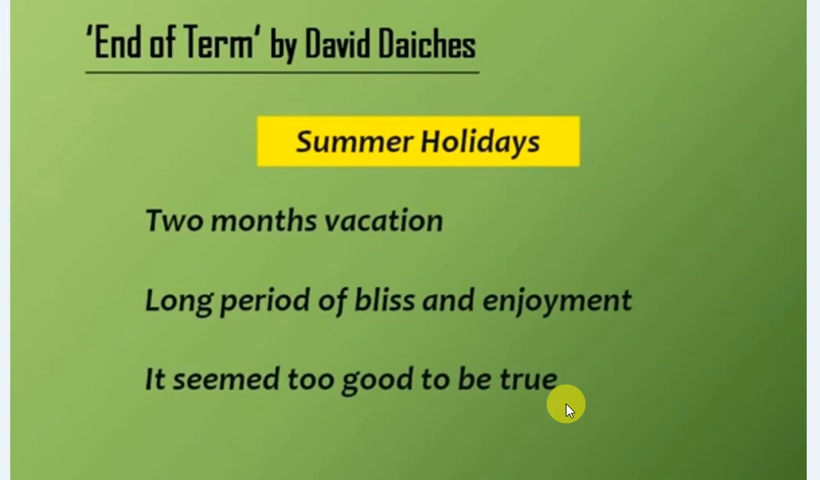 ‘End of Term’ by David Daiches
Summer Holidays
Two months vacation
Long period of bliss and enjoyment
It seemed too good to be true